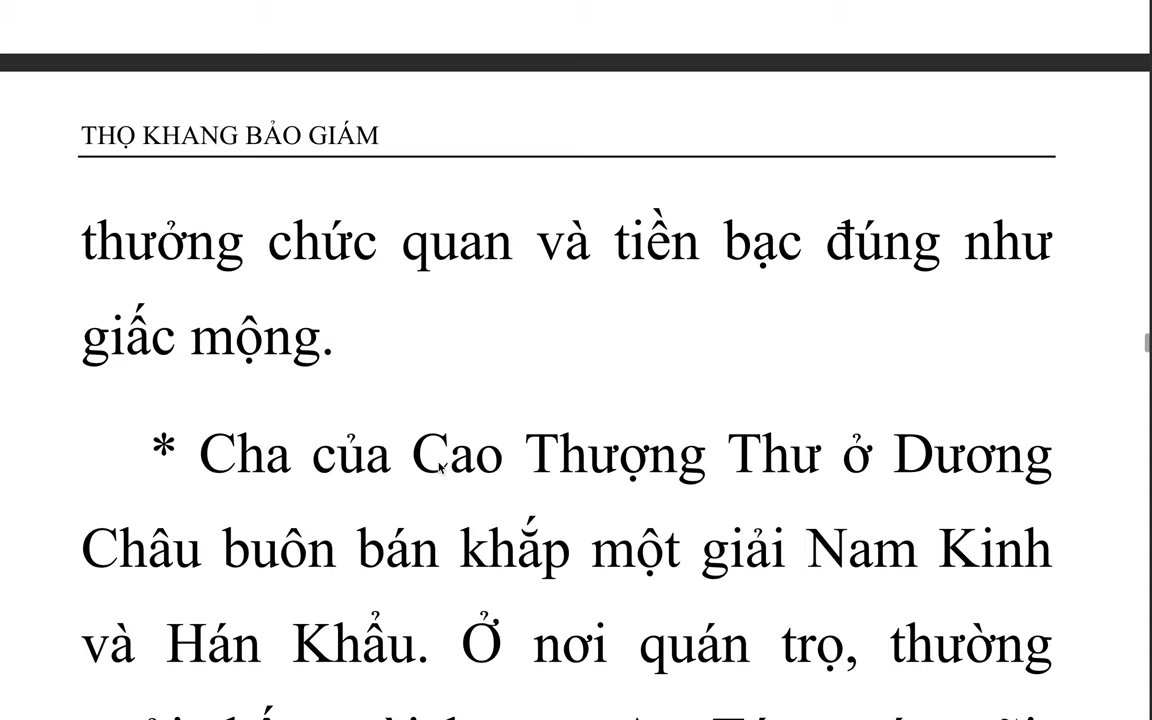 THỌ KHANG BẢO GIÁM
thưởng chức quan và tiền bạc đúng như
giấc mộng.
* Cha của Cao Thượng Thư ở Dương
Châu buôn bán khắp một giải Nam Kinh
và Hán Khẩu. Ở nơi quán trọ, thường